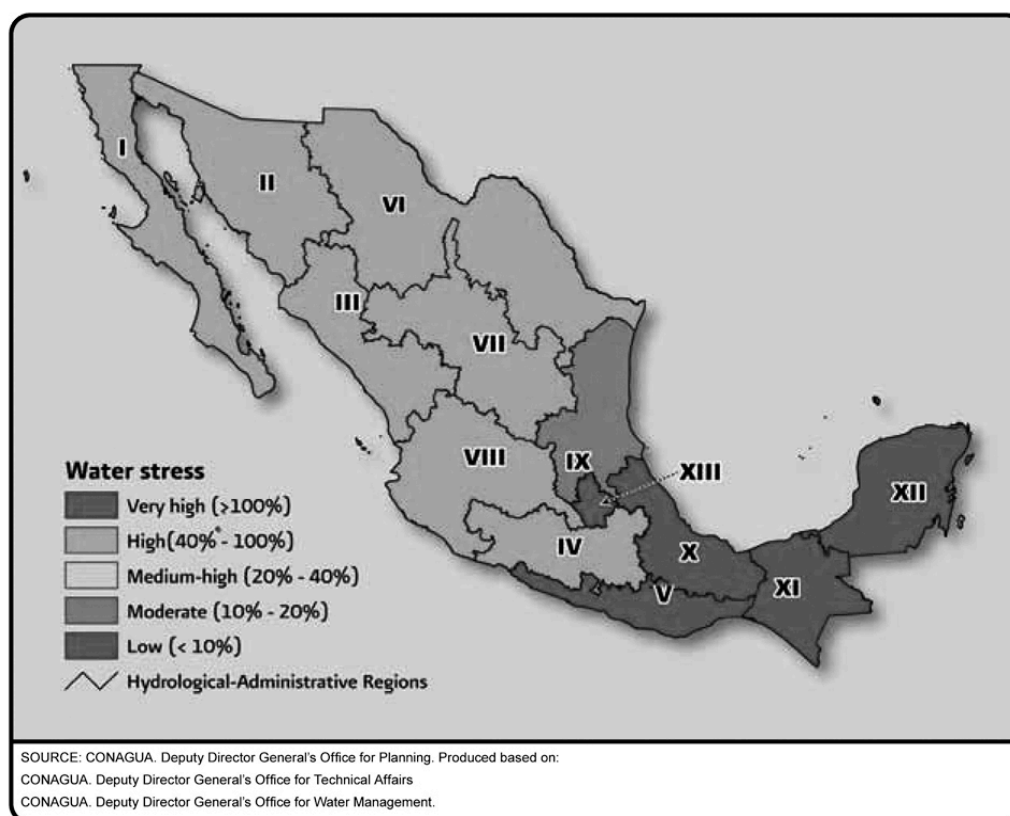 I
II
VI
III
VII
VIII
IX
XIII
XII
IV
X
V
XI
Water stress
Very high (>100%)
High(40%° - 100%)
Medium-high (20% - 40%)
Moderate (10% - 20%)
Low (< 10%)
Hydrological-Administrative Regions
SOURCE: CONAGUA. Deputy Director General's Office for Planning. Produced based on:
CONAGUA. Deputy Director General's Office for Technical Affairs
CONAGUA. Deputy Director General's Office for Water Management.